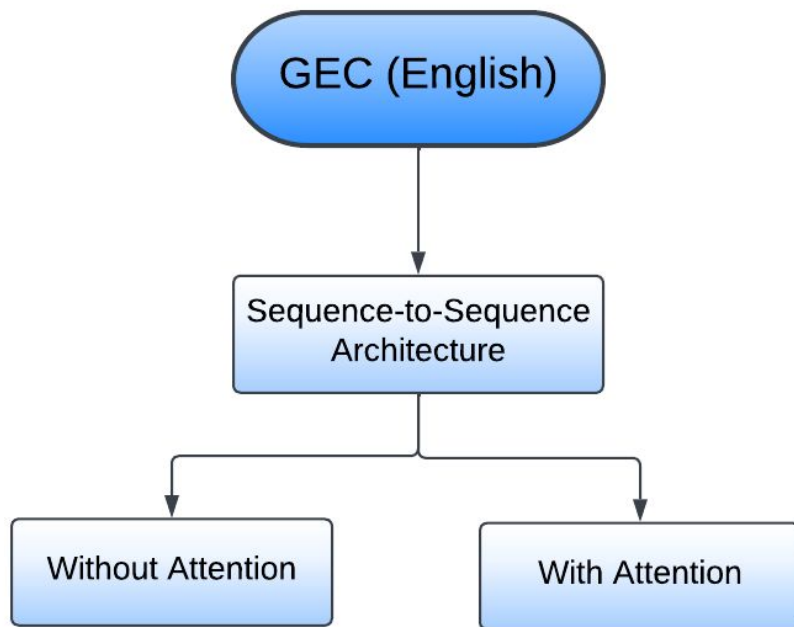 GEC (English)
Sequence-to-Sequence
Architecture
Without Attention
With Attention